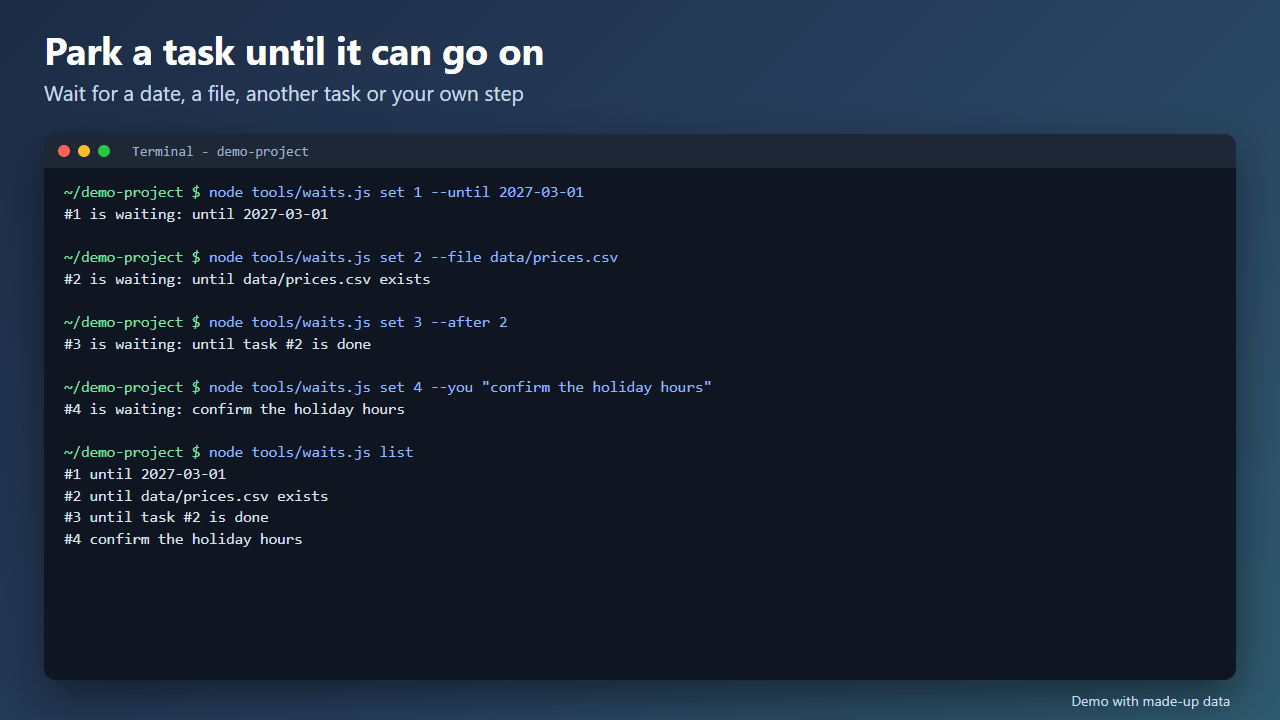 Park a task until it can go on
Wait for a date, a file, another task or your own step
Terminal - demo-project
~/demo-project $ node tools/waits.js set 1 --until 2027-03-01
#1 is waiting: until 2027-03-01
~/demo-project $ node tools/waits.js set 2 --file data/prices.csv
#2 is waiting: until data/prices.csv exists
~/demo-project $ node tools/waits.js set 3 --after 2
#3 is waiting: until task #2 is done
~/demo-project $ node tools/waits.js set 4 --you "confirm the holiday hours"
#4 is waiting: confirm the holiday hours
~/demo-project $ node tools/waits.js list
#1 until 2027-03-01
#2 until data/prices.csv exists
#3 until task #2 is done
#4 confirm the holiday hours
Demo with made-up data